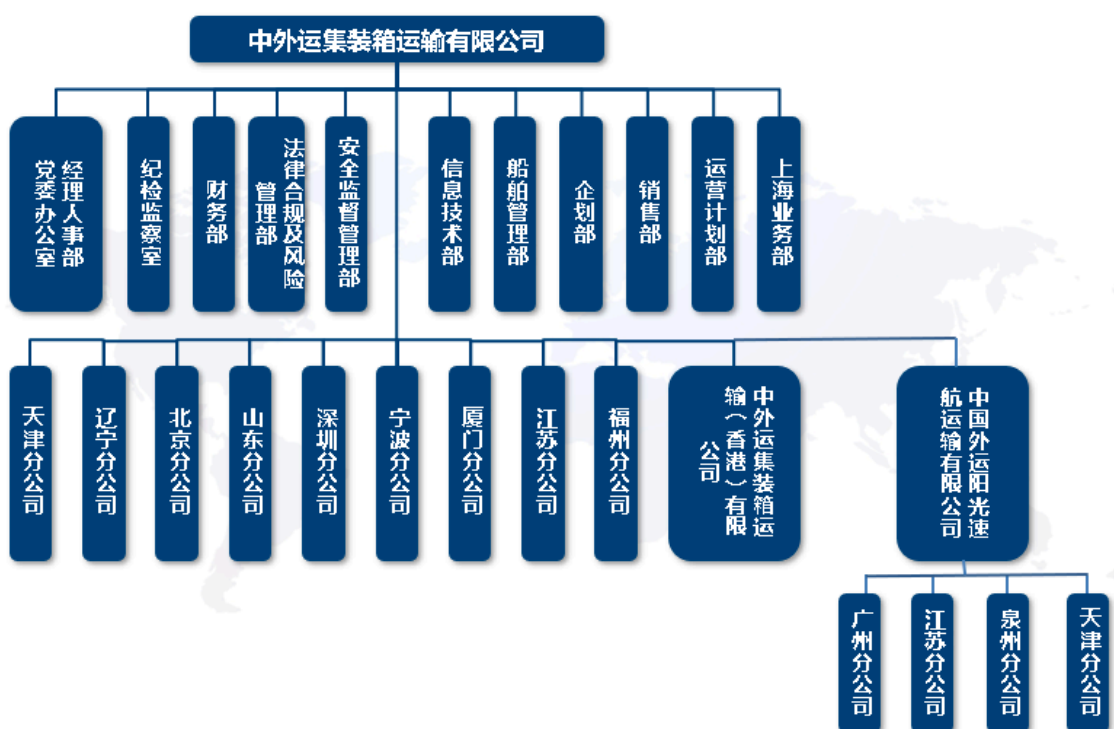 中外运集装箱运输有限公司
经理人事部
党委办公室
纪检监察室
财务部
法律合规及风险
管理部
安全监督管理部
信息技术部
船舶管理部
企划部
销售部
运营计划部
上海业务部
天津分公司
辽宁分公司
北京分公司
山东分公司
深圳分公司
宁波分公司
厦门分公司
江苏分公司
福州分公司
中外运集装箱运
输（香港）有限
公司
中国外运阳光速
航运输有限公司
广州分公司
江苏分公司
泉州分公司
天津分公司